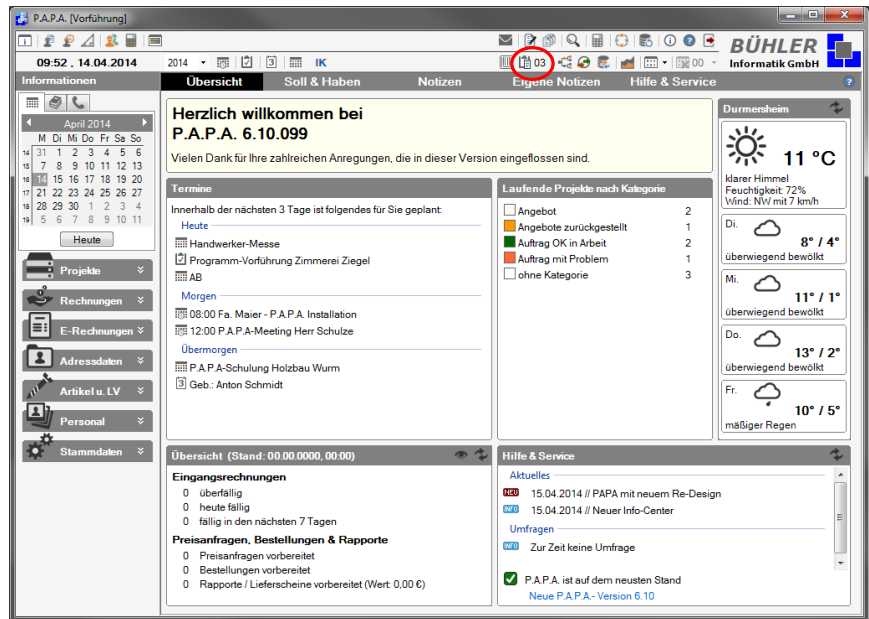 P.A.P.A. [Vorführung]
09:52 , 14.04.2014
2014
IK
03
00
BÜHLER
Informatik GmbH
Informationen
Übersicht
Soll & Haben
Notizen
Eigene Notizen
Hilfe & Service
?
April 2014
M Di Mi Do Fr Sa So
14 31 1 2 3 4 5 6
15 7 8 9 10 11 12 13
16 14 15 16 17 18 19 20
17 21 22 23 24 25 26 27
18 28 29 30 1 2 3 4
19 5 6 7 8 9 10 11
Heute
Projekte
Rechnungen
E-Rechnungen
Adressdaten
Artikel u. LV
Personal
Stammdaten
Herzlich willkommen bei
P.A.P.A. 6.10.099
Vielen Dank für Ihre zahlreichen Anregungen, die in dieser Version eingeflossen sind.
Termine
Innerhalb der nächsten 3 Tage ist folgendes für Sie geplant:
Heute
Handwerker-Messe
Programm-Vorführung Zimmerei Ziegel
AB
Morgen
08:00 Fa. Maier - P.A.P.A. Installation
12:00 P.A.P.A-Meeting Herr Schulze
Übermorgen
P.A.P.A-Schulung Holzbau Wurm
3 Geb.: Anton Schmidt
Laufende Projekte nach Kategorie
Angebot 2
Angebote zurückgestellt 1
Auftrag OK in Arbeit 2
Auftrag mit Problem 1
ohne Kategorie 3
Durmersheim
11 °C
klarer Himmel
Feuchtigkeit: 72%
Wind: NW mit 7 km/h
Di.
8° / 4°
überwiegend bewölkt
Mi.
11° / 1°
überwiegend bewölkt
Do.
13° / 2°
überwiegend bewölkt
Fr.
10° / 5°
mäßiger Regen
Übersicht (Stand: 00.00.0000, 00:00)
Eingangsrechnungen
0 überfällig
0 heute fällig
0 fällig in den nächsten 7 Tagen
Preisanfragen, Bestellungen & Rapporte
0 Preisanfragen vorbereitet
0 Bestellungen vorbereitet
0 Rapporte / Lieferscheine vorbereitet (Wert: 0,00 €)
Hilfe & Service
Aktuelles
NEU 15.04.2014 // PAPA mit neuem Re-Design
INFO 15.04.2014 // Neuer Info-Center
Umfragen
INFO Zur Zeit keine Umfrage
P.A.P.A. ist auf dem neusten Stand
Neue P.A.P.A.- Version 6.10